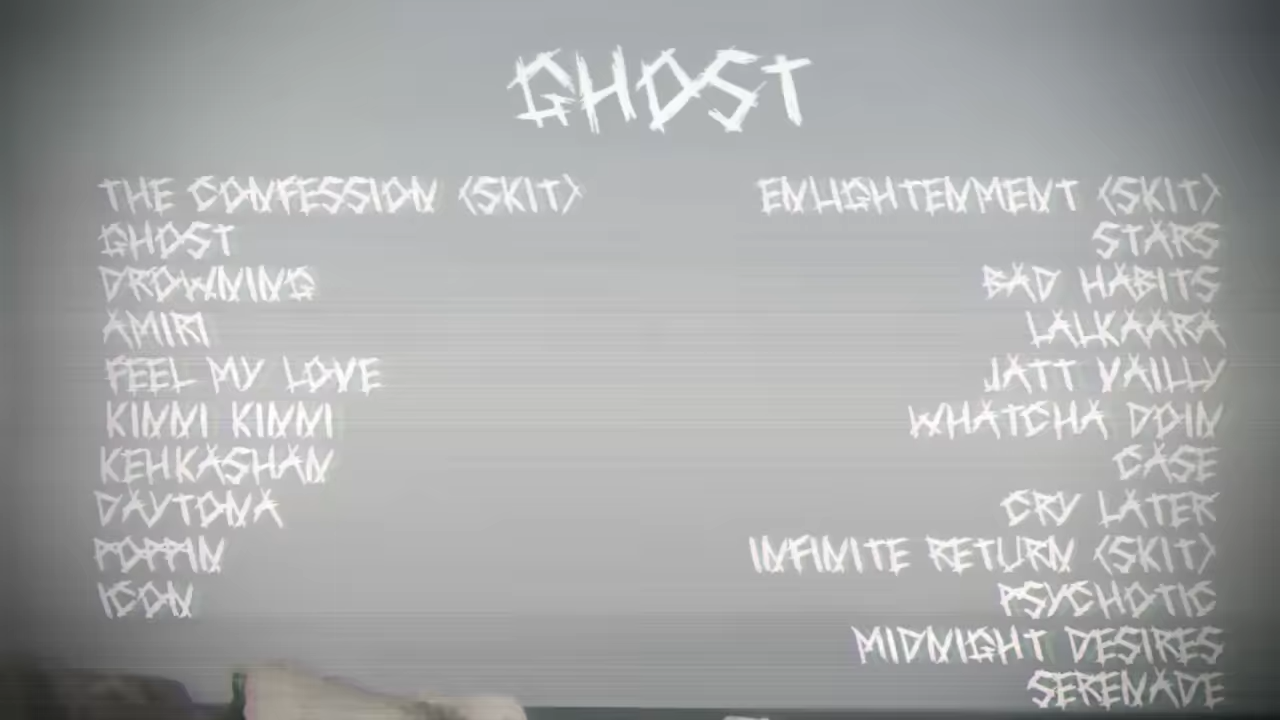 GHOST
THE CONFESSION (SKIT)
GHOST
DROWNING
AMIRI
FEEL MY LOVE
KINNI KINNI
KEHKASHAN
DAYTONA
POPPIN
ICON
ENLIGHTENMENT (SKIT)
STARS
BAD HABITS
LALKAARA
JATT VAILLY
WHATCHA DOIN
CASE
CRY LATER
INFINITE RETURN (SKIT)
PSYCHOTIC
MIDNIGHT DESIRES
SERENADE